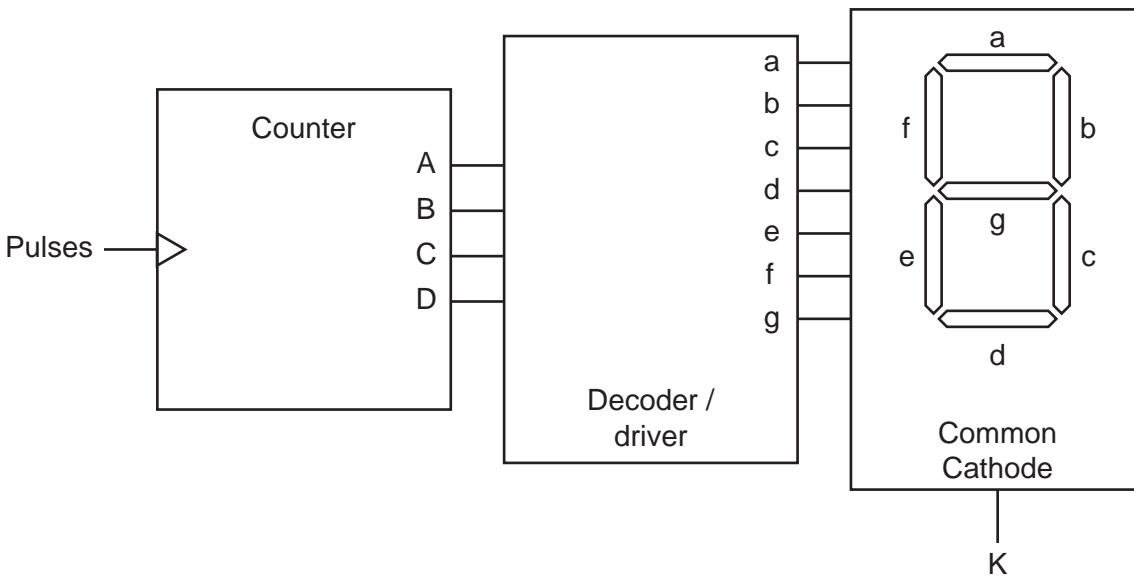 Pulses
Counter
A
B
C
D
a
b
c
d
e
f
g
Decoder /
driver
a
f
b
g
e
c
d
Common
Cathode
K